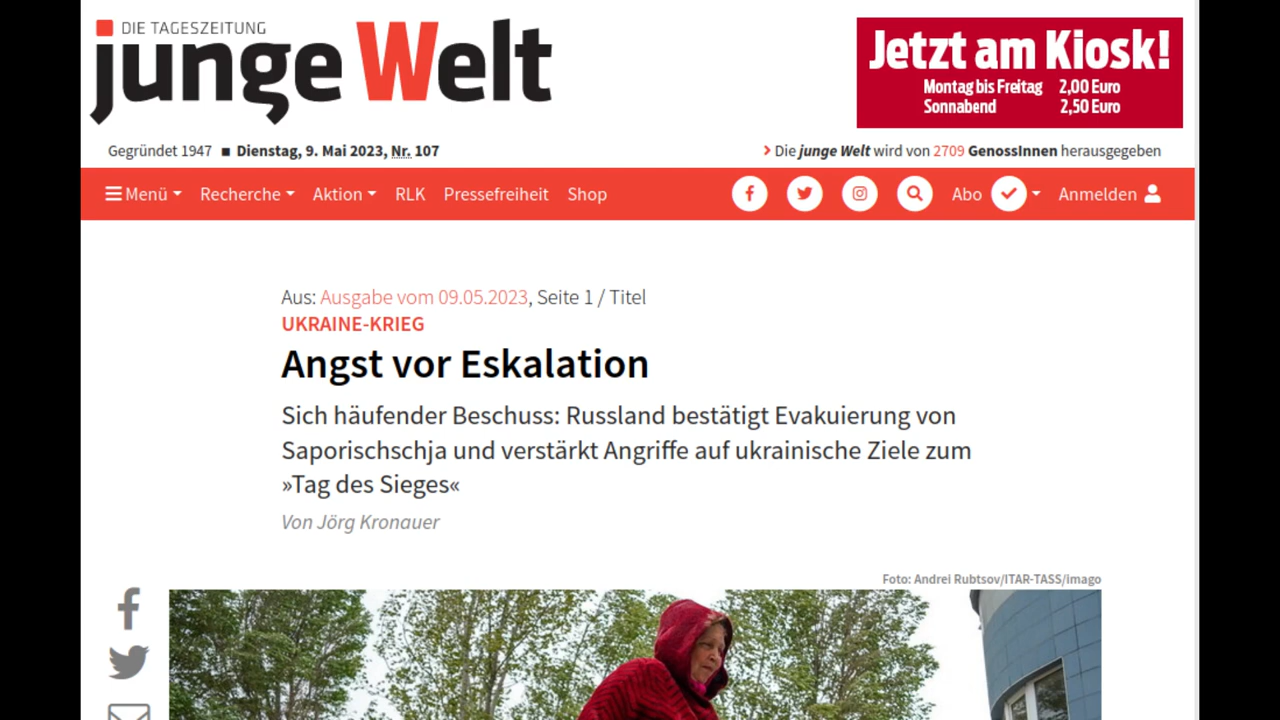 DIE TAGESZEITUNG
junge Welt
Jetzt am Kiosk!
Montag bis Freitag 2,00 Euro
Sonnabend 2,50 Euro
Gegründet 1947 ■ Dienstag, 9. Mai 2023, Nr. 107
Die junge Welt wird von 2709 GenossInnen herausgegeben
Menü Recherche Aktion RLK Pressefreiheit Shop
Abo Anmelden
Aus: Ausgabe vom 09.05.2023, Seite 1 / Titel
UKRAINE-KRIEG
Angst vor Eskalation
Sich häufender Beschuss: Russland bestätigt Evakuierung von
Saporischschja und verstärkt Angriffe auf ukrainische Ziele zum
»Tag des Sieges«
Von Jörg Kronauer
Foto: Andrei Rubtsov/ITAR-TASS/imago